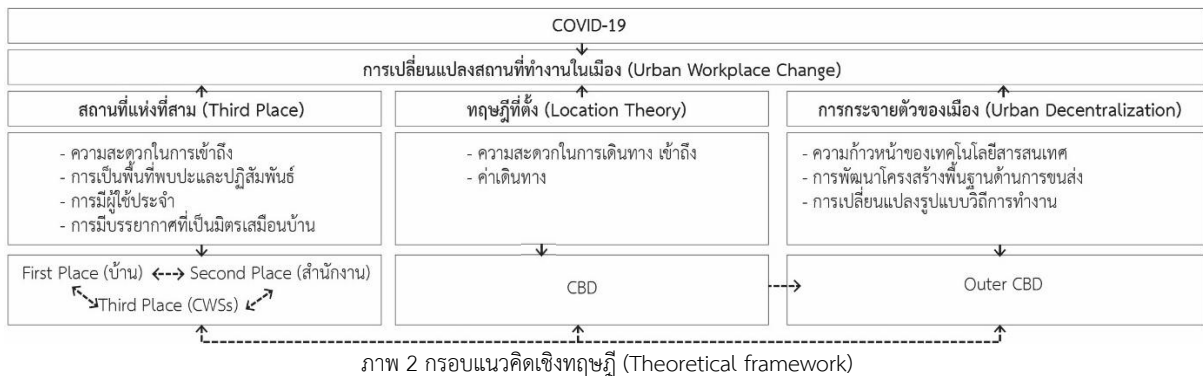 COVID-19
การเปลี่ยนแปลงสถานที่ทำงานในเมือง (Urban Workplace Change)
สถานที่แห่งที่สาม (Third Place)
- ความสะดวกในการเข้าถึง
- การเป็นพื้นที่พบปะและปฏิสัมพันธ์
- การมีผู้ใช้ประจำ
- การมีบรรยากาศที่เป็นมิตรเสมือนบ้าน
First Place (บ้าน) Second Place (สำนักงาน)
Third Place (CWSs)
ทฤษฎีที่ตั้ง (Location Theory)
- ความสะดวกในการเดินทาง เข้าถึง
- ค่าเดินทาง
CBD
การกระจายตัวของเมือง (Urban Decentralization)
- ความก้าวหน้าของเทคโนโลยีสารสนเทศ
- การพัฒนาโครงสร้างพื้นฐานด้านการขนส่ง
- การเปลี่ยนแปลงรูปแบบวิถีการทำงาน
Outer CBD
ภาพ 2 กรอบแนวคิดเชิงทฤษฎี (Theoretical framework)